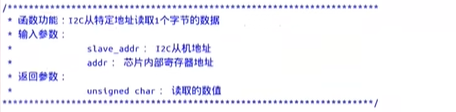 /******************************************************************
* 函数功能：I2C从特定地址读取1个字节的数据
* 输入参数：
* slave_addr： I2C从机地址
* addr： 芯片内部寄存器地址
* 返回参数：
* unsigned char： 读取的数值
******************************************************************/